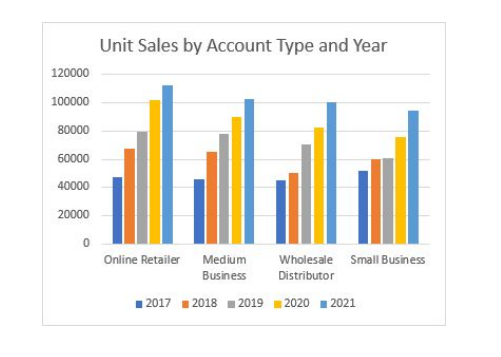 Unit Sales by Account Type and Year
120000
100000
80000
60000
40000
20000
0
Online Retailer
Medium
Business
Wholesale
Distributor
Small Business
2017 2018 2019 2020 2021